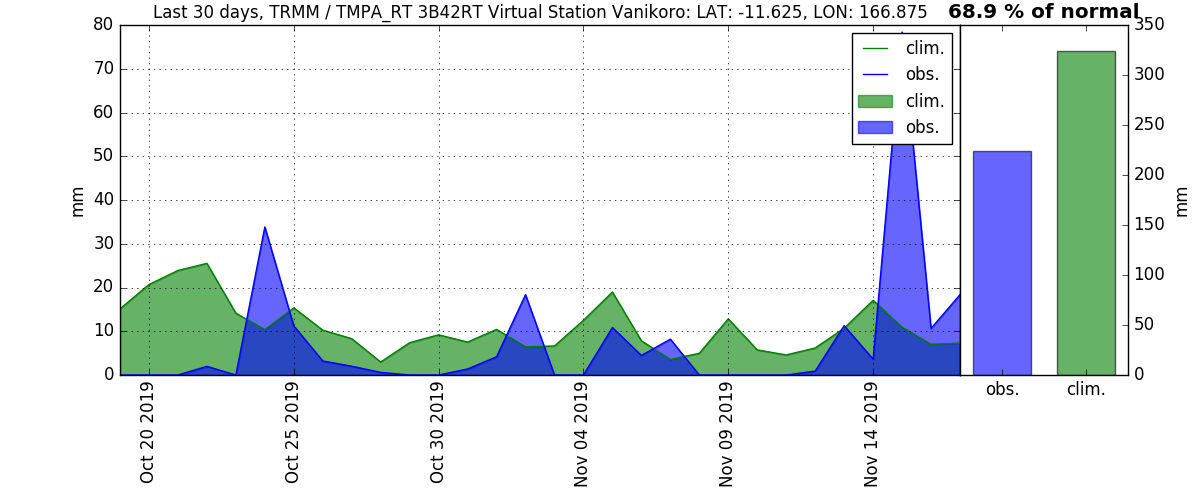 Last 30 days, TRMM / TMPA_RT 3B42RT Virtual Station Vanikoro: LAT: -11.625, LON: 166.875
68.9 % of normal
80
70
60
50
40
30
20
10
0
mm
clim.
obs.
clim.
obs.
Oct 20 2019
Oct 25 2019
Oct 30 2019
Nov 04 2019
Nov 09 2019
Nov 14 2019
350
300
250
200
150
100
50
0
mm
obs.
clim.